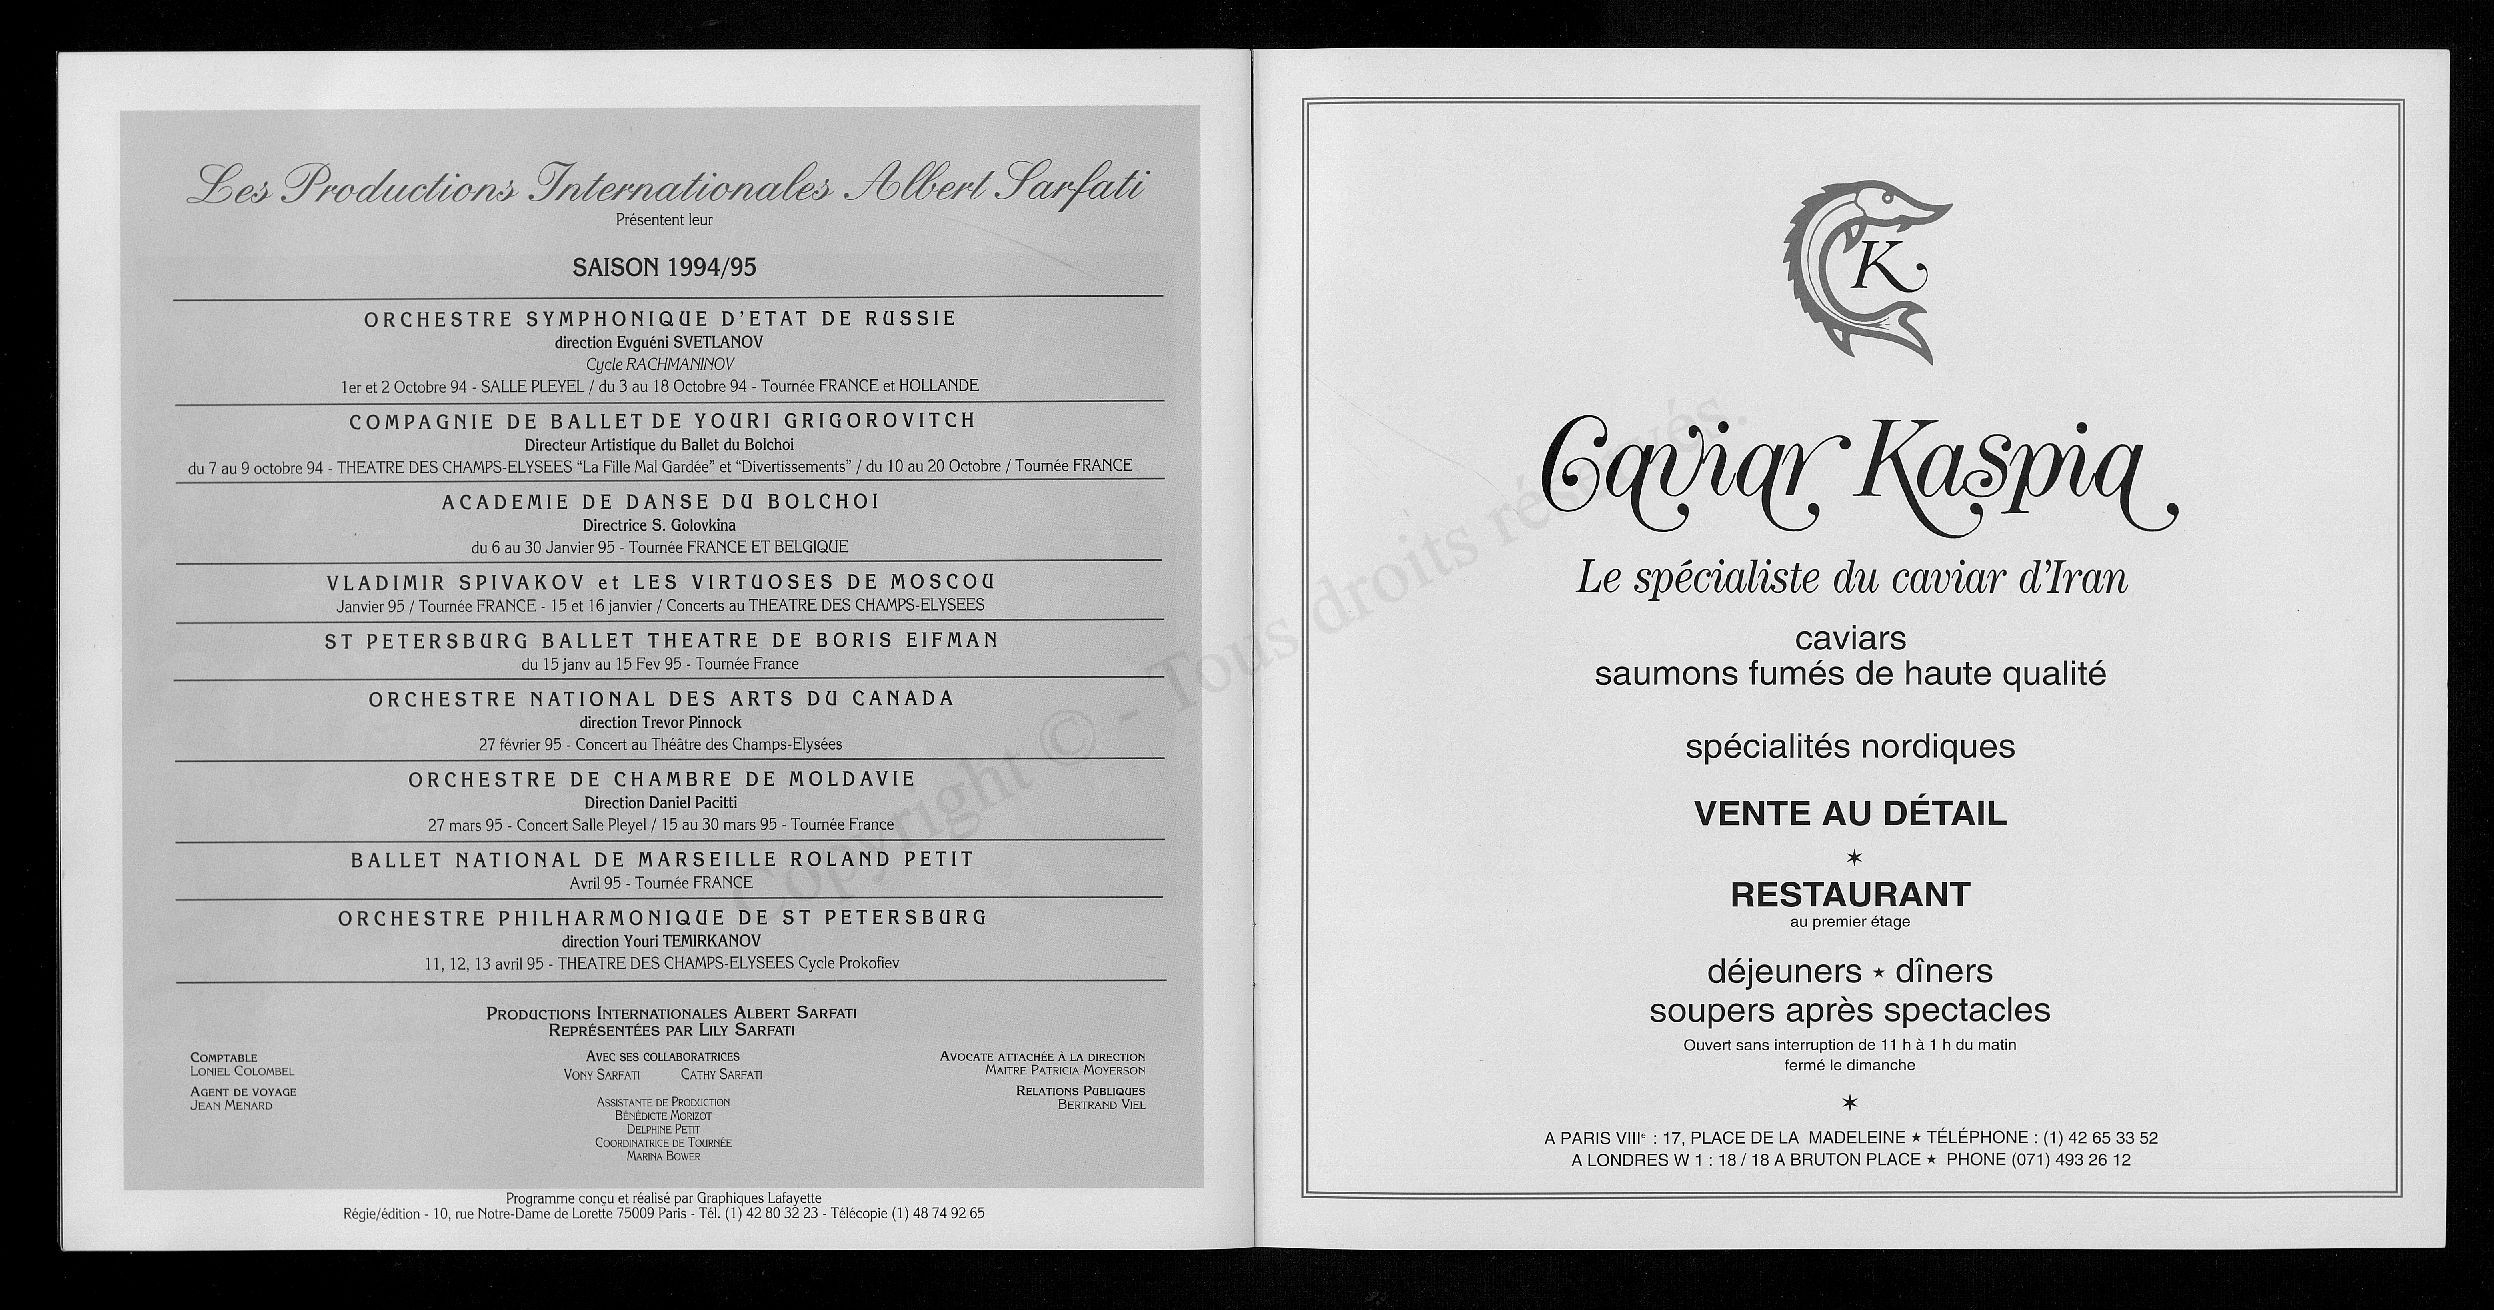 Les Productions Internationales Albert Sarfati
Présentent leur
SAISON 1994/95
ORCHESTRE SYMPHONIQUE D'ETAT DE RUSSIE
direction Evguéni SVETLANOV
Cycle RACHMANINOV
1er et 2 Octobre 94 - SALLE PLEYEL / du 3 au 18 Octobre 94 - Tournée FRANCE et HOLLANDE
COMPAGNIE DE BALLET DE YOURI GRIGOROVITCH
Directeur Artistique du Ballet du Bolchoi
du 7 au 9 octobre 94 - THEATRE DES CHAMPS-ELYSEES "La Fille Mal Gardée" et "Divertissements" / du 10 au 20 Octobre / Tournée FRANCE
ACADEMIE DE DANSE DU BOLCHOI
Directrice S. Golovkina
du 6 au 30 Janvier 95 - Tournée FRANCE ET BELGIQUE
VLADIMIR SPIVAKOV et LES VIRTUOSES DE MOSCOU
Janvier 95 / Tournée FRANCE - 15 et 16 janvier / Concerts au THEATRE DES CHAMPS-ELYSEES
ST PETERSBURG BALLET THEATRE DE BORIS EIFMAN
du 15 janv au 15 Fev 95 - Tournée France
ORCHESTRE NATIONAL DES ARTS DU CANADA
direction Trevor Pinnock
27 février 95 - Concert au Théâtre des Champs-Elysées
ORCHESTRE DE CHAMBRE DE MOLDAVIE
Direction Daniel Pacitti
27 mars 95 - Concert Salle Pleyel / 15 au 30 mars 95 - Tournée France
BALLET NATIONAL DE MARSEILLE ROLAND PETIT
Avril 95 - Tournée FRANCE
ORCHESTRE PHILHARMONIQUE DE ST PETERSBURG
direction Youri TEMIRKANOV
11, 12, 13 avril 95 - THEATRE DES CHAMPS-ELYSEES Cycle Prokofiev
PRODUCTIONS INTERNATIONALES ALBERT SARFATI
REPRÉSENTÉES PAR LILY SARFATI
COMPTABLE
LONIEL COLOMBEL
AGENT DE VOYAGE
JEAN MENARD
AVEC SES COLLABORATRICES
VONY SARFATI CATHY SARFATI
ASSISTANTE DE PRODUCTION
BÉNÉDICTE MORIZOT
DELPHINE PETIT
COORDINATRICE DE TOURNÉE
MARINA BOWER
AVOCATE ATTACHÉE À LA DIRECTION
MAITRE PATRICIA MOYERSON
RELATIONS PUBLIQUES
BERTRAND VIEL
Programme conçu et réalisé par Graphiques Lafayette
Régie/édition - 10, rue Notre-Dame de Lorette 75009 Paris - Tél. (1) 42 80 32 23 - Télécopie (1) 48 74 92 65
K
Caviar Kaspia
Le spécialiste du caviar d'Iran
caviars
saumons fumés de haute qualité
spécialités nordiques
VENTE AU DÉTAIL
✶
RESTAURANT
au premier étage
déjeuners ★ dîners
soupers après spectacles
Ouvert sans interruption de 11 h à 1 h du matin
fermé le dimanche
✶
A PARIS VIIIe : 17, PLACE DE LA MADELEINE ★ TÉLÉPHONE : (1) 42 65 33 52
A LONDRES W 1 : 18 / 18 A BRUTON PLACE ★ PHONE (071) 493 26 12
Copyright © - Tous droits réservés.